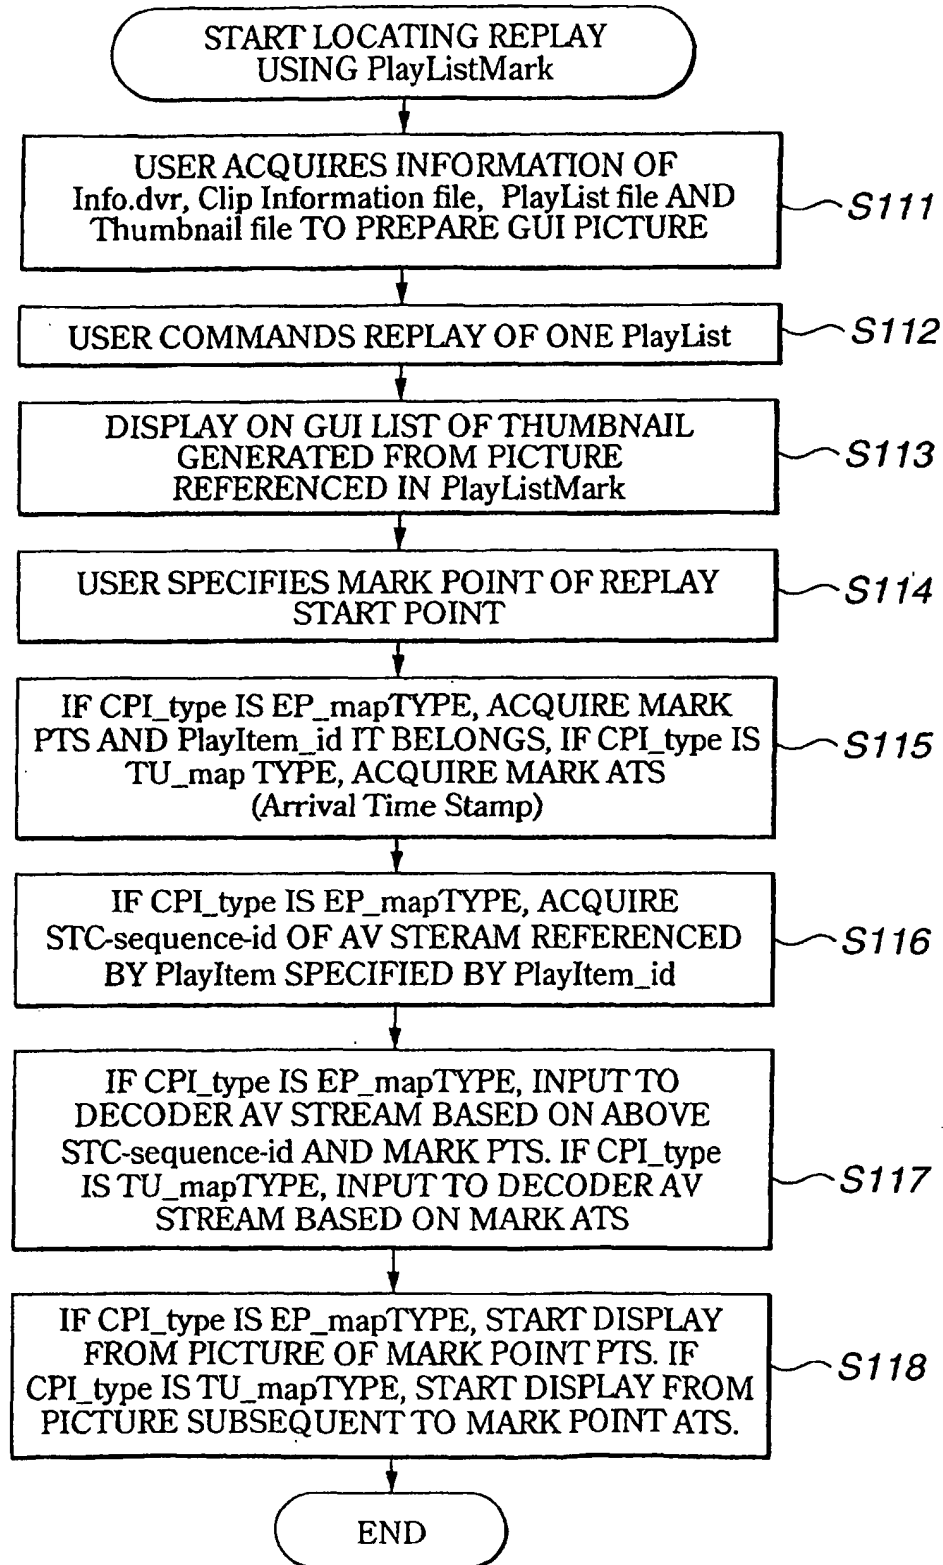 START LOCATING REPLAY
USING PlayListMark
USER ACQUIRES INFORMATION OF
Info.dvr, Clip Information file, PlayList file AND
Thumbnail file TO PREPARE GUI PICTURE
S111
USER COMMANDS REPLAY OF ONE PlayList
S112
DISPLAY ON GUI LIST OF THUMBNAIL
GENERATED FROM PICTURE
REFERENCED IN PlayListMark
S113
USER SPECIFIES MARK POINT OF REPLAY
START POINT
S114
IF CPI_type IS EP_mapTYPE, ACQUIRE MARK
PTS AND PlayItem_id IT BELONGS, IF CPI_type IS
TU_map TYPE, ACQUIRE MARK ATS
(Arrival Time Stamp)
S115
IF CPI_type IS EP_mapTYPE, ACQUIRE
STC-sequence-id OF AV STERAM REFERENCED
BY PlayItem SPECIFIED BY PlayItem_id
S116
IF CPI_type IS EP_mapTYPE, INPUT TO
DECODER AV STREAM BASED ON ABOVE
STC-sequence-id AND MARK PTS. IF CPI_type
IS TU_mapTYPE, INPUT TO DECODER AV
STREAM BASED ON MARK ATS
S117
IF CPI_type IS EP_mapTYPE, START DISPLAY
FROM PICTURE OF MARK POINT PTS. IF
CPI_type IS TU_mapTYPE, START DISPLAY FROM
PICTURE SUBSEQUENT TO MARK POINT ATS.
S118
END